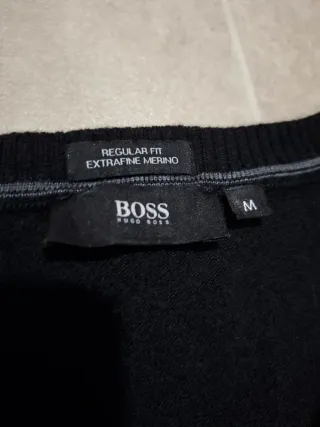 REGULAR FIT
EXTRAFINE MERINO
BOSS
HUGO BOSS
M